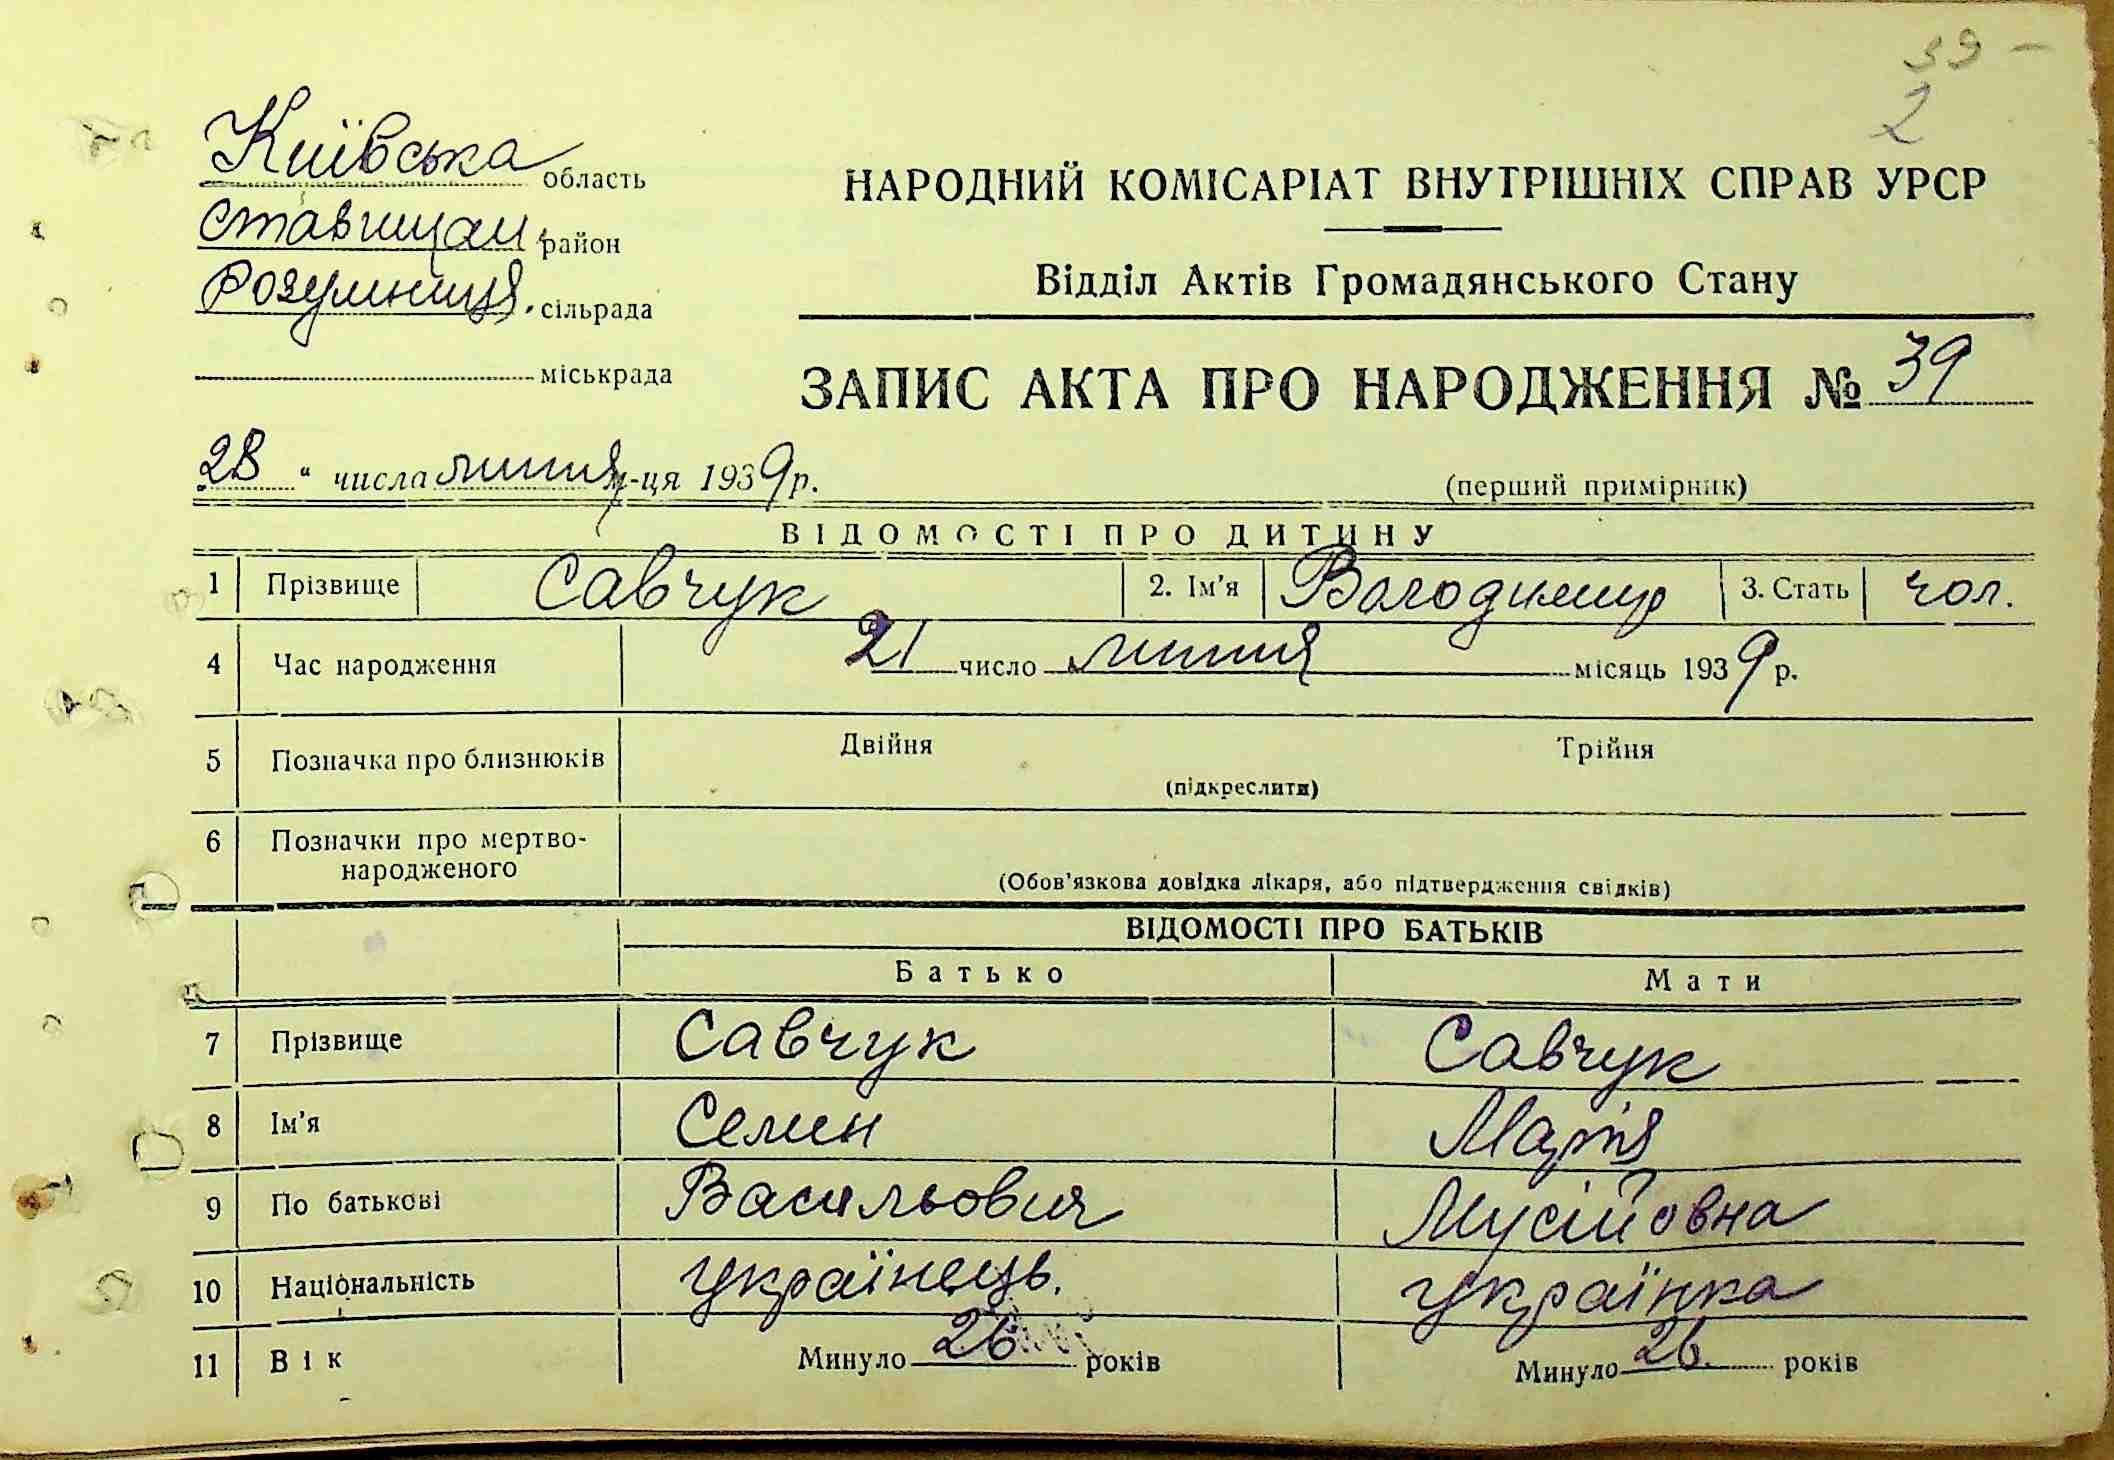 39 –
2
Київська область
Ставищан. район
Розумниця. сільрада
міськрада
НАРОДНИЙ КОМІСАРІАТ ВНУТРІШНІХ СПРАВ УРСР
Відділ Актів Громадянського Стану
ЗАПИС АКТА ПРО НАРОДЖЕННЯ № 39
28 " числа липня м-ця 1939 р.
(перший примірник)
ВІДОМОСТІ ПРО ДИТИНУ
1 Прізвище Савчук 2. Ім'я Володимир 3. Стать чол.
4 Час народження 21 число липня місяць 1939 р.
5 Позначка про близнюків Двійня Трійня
(підкреслити)
6 Позначки про мертво-
народженого
(Обов'язкова довідка лікаря, або підтвердження свідків)
ВІДОМОСТІ ПРО БАТЬКІВ
Батько Мати
7 Прізвище Савчук Савчук
8 Ім'я Семен Марія
9 По батькові Васильович Мусійовна
10 Національність українець. українка
11 Вік Минуло 26 років Минуло 26. років